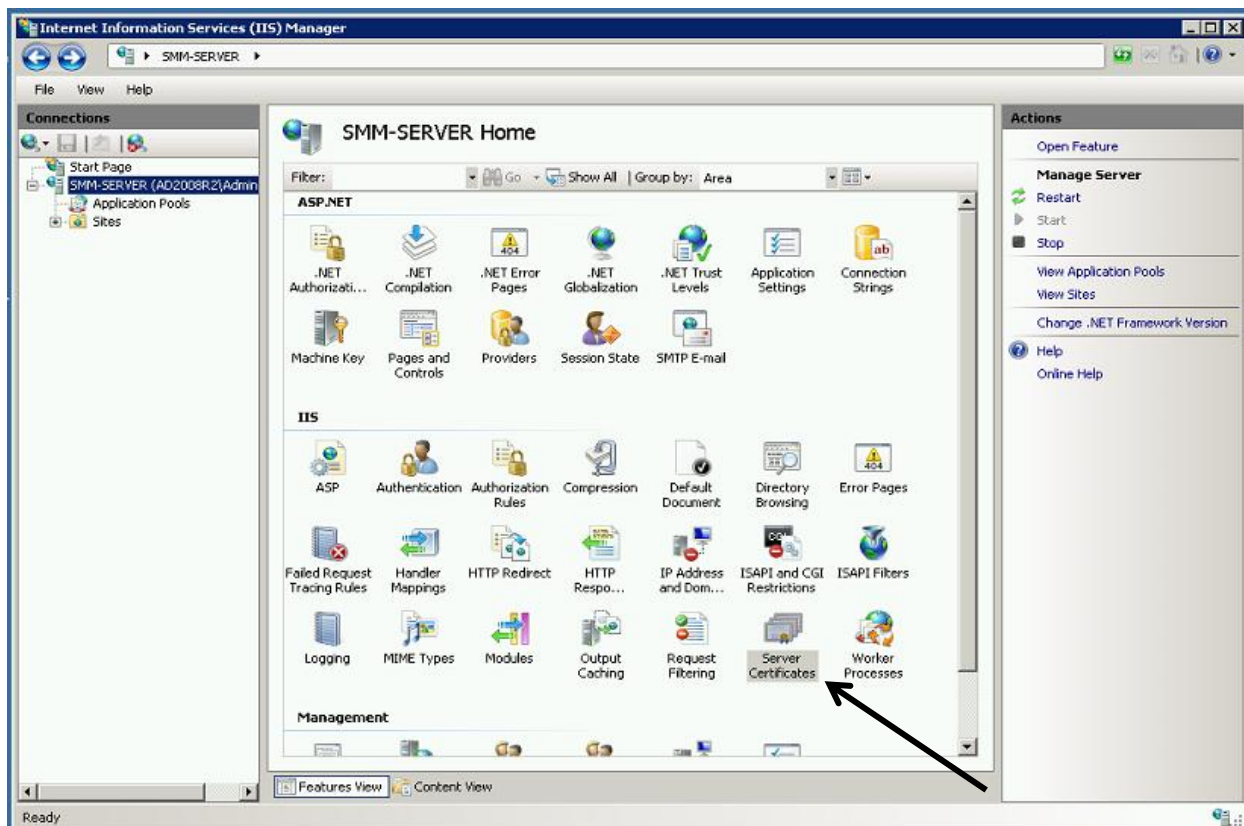 Internet Information Services (IIS) Manager
SMM-SERVER
File View Help
Connections
Start Page
SMM-SERVER (AD2008R2\Admin
Application Pools
Sites
SMM-SERVER Home
Filter: Go Show All Group by: Area
ASP.NET
.NET Authorizati...
.NET Compilation
.NET Error Pages
.NET Globalization
.NET Trust Levels
Application Settings
Connection Strings
Machine Key
Pages and Controls
Providers
Session State
SMTP E-mail
IIS
ASP
Authentication
Authorization Rules
Compression
Default Document
Directory Browsing
Error Pages
Failed Request Tracing Rules
Handler Mappings
HTTP Redirect
HTTP Respo...
IP Address and Dom...
ISAPI and CGI Restrictions
ISAPI Filters
Logging
MIME Types
Modules
Output Caching
Request Filtering
Server Certificates
Worker Processes
Management
Features View Content View
Actions
Open Feature
Manage Server
Restart
Start
Stop
View Application Pools
View Sites
Change .NET Framework Version
Help
Online Help
Ready